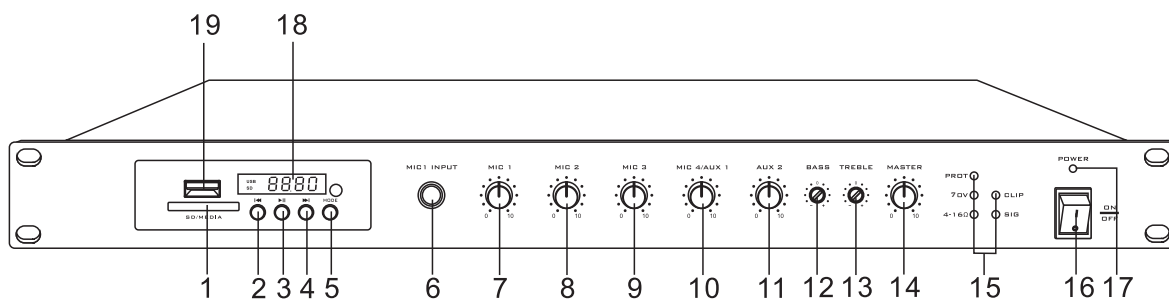 19 18
MIC1 INPUT MIC 1 MIC 2 MIC 3 MIC 4/AUX 1 AUX 2 BASS TREBLE MASTER POWER
USB
SD
88:80
PROT
70V CLIP
4-16Ω SIG
MODE
SD/MEDIA
0 10 0 10 0 10 0 10 0 10 0 10
ON
OFF
1 2 3 4 5 6 7 8 9 10 11 12 13 14 15 16 17